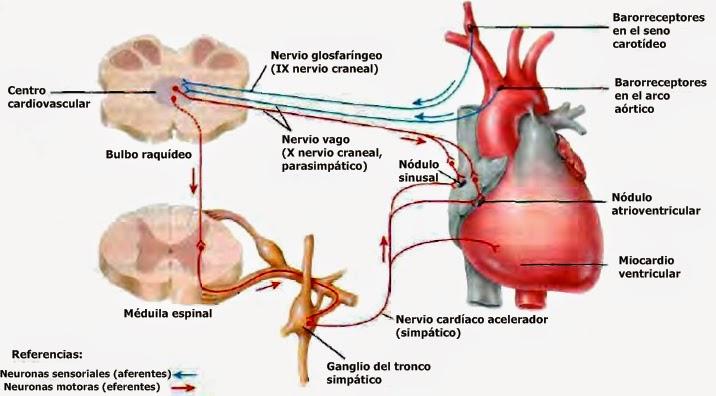 Barorreceptores
en el seno
carotídeo
Nervio glosfaríngeo
(IX nervio craneal)
Centro
cardiovascular
Barorreceptores
en el arco
aórtico
Bulbo raquídeo
Nervio vago
(X nervio craneal,
parasimpático)
Nódulo
sinusal
Nódulo
atrioventricular
Miocardio
ventricular
Méduila espinal
Nervio cardíaco acelerador
(simpático)
Ganglio del tronco
simpático
Referencias:
Neuronas sensoriales (aferentes)
Neuronas motoras (eferentes)